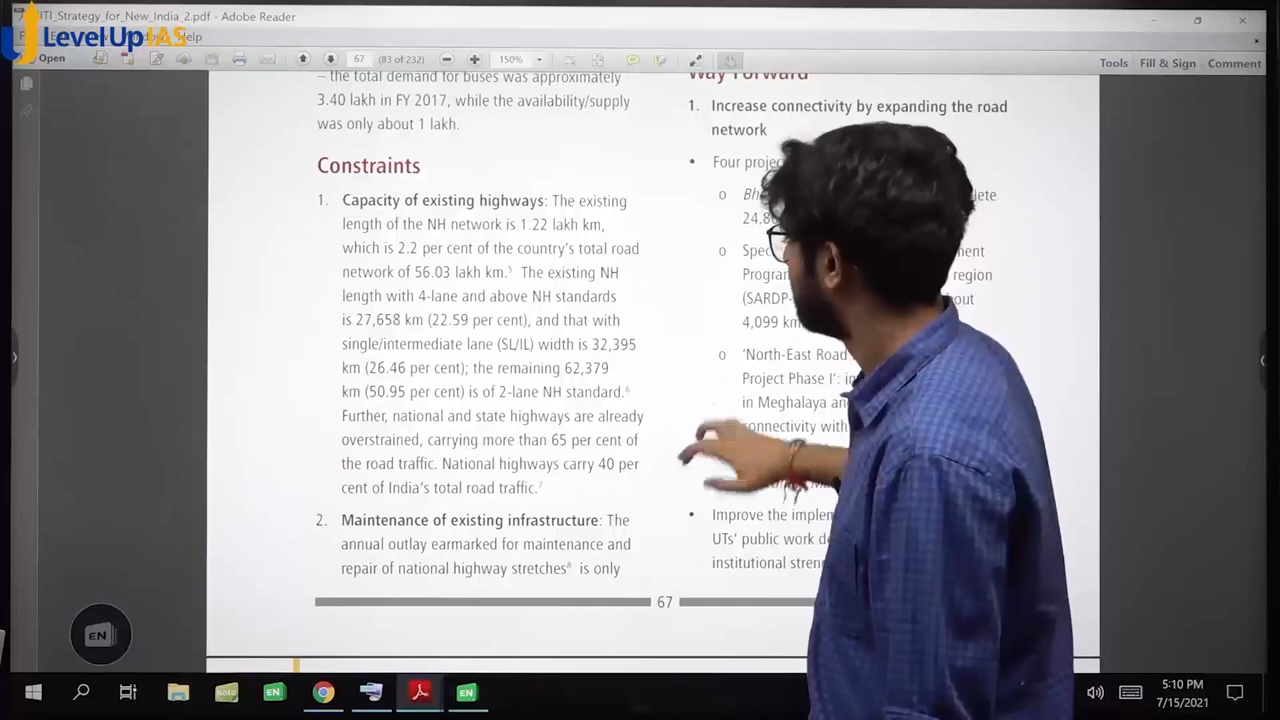 ITI_Strategy_for_New_India_2.pdf - Adobe Reader
LevelUpIAS
elp
Open
67
(83 of 232)
150%
Tools
Fill & Sign
Comment
– the total demand for buses was approximately
3.40 lakh in FY 2017, while the availability/supply
was only about 1 lakh.
Constraints
1. Capacity of existing highways: The existing
length of the NH network is 1.22 lakh km,
which is 2.2 per cent of the country's total road
network of 56.03 lakh km.5 The existing NH
length with 4-lane and above NH standards
is 27,658 km (22.59 per cent), and that with
single/intermediate lane (SL/IL) width is 32,395
km (26.46 per cent); the remaining 62,379
km (50.95 per cent) is of 2-lane NH standard.6
Further, national and state highways are already
overstrained, carrying more than 65 per cent of
the road traffic. National highways carry 40 per
cent of India's total road traffic.7
2. Maintenance of existing infrastructure: The
annual outlay earmarked for maintenance and
repair of national highway stretches8 is only
Way Forward
1. Increase connectivity by expanding the road
network
• Four projec
o Bh lete
24,8
o Spec ment
Progra region
(SARDP- bout
4,099 km
o 'North-East Road
Project Phase I': i
in Meghalaya an
connectivity with
• Improve the implem
UTs' public work d
institutional stren
67
EN
Kolo
EN
EN
5:10 PM
7/15/2021